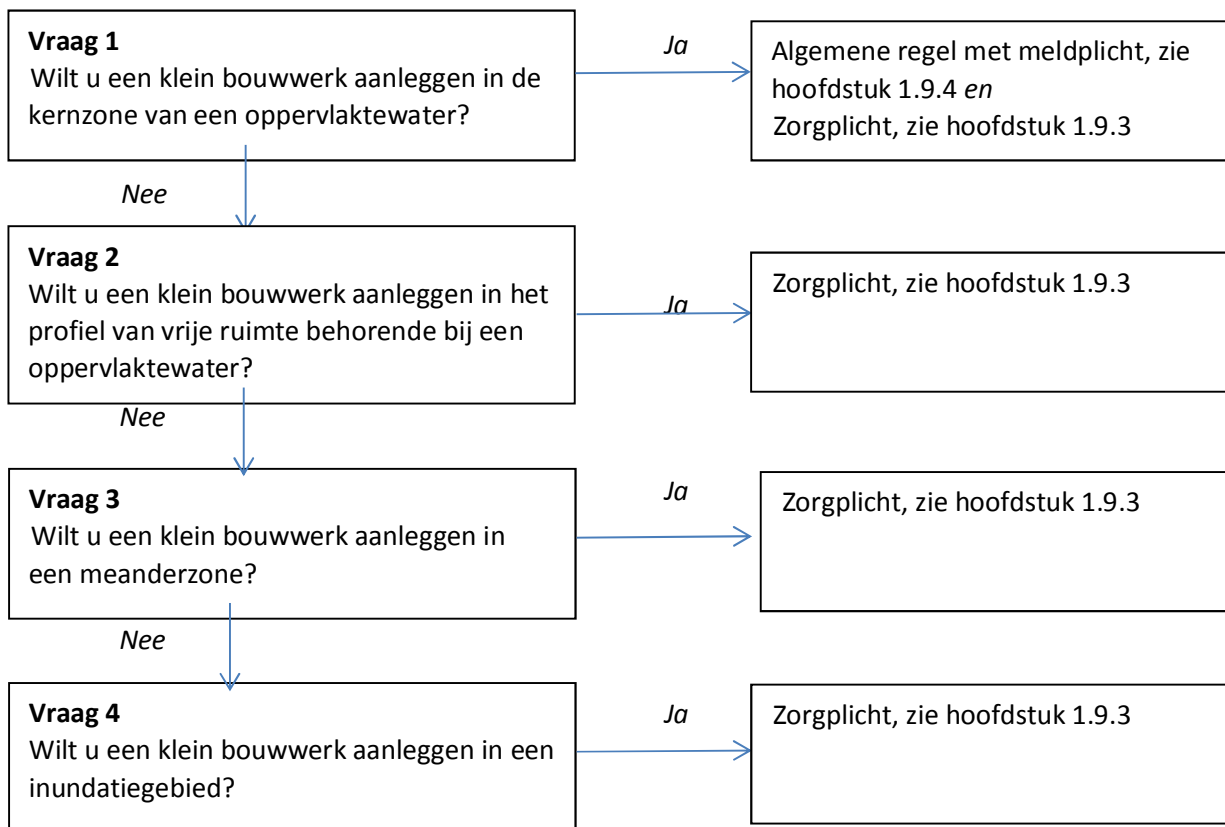 Vraag 1
Wilt u een klein bouwwerk aanleggen in de
kernzone van een oppervlaktewater?
Ja
Algemene regel met meldplicht, zie
hoofdstuk 1.9.4 en
Zorgplicht, zie hoofdstuk 1.9.3
Nee
Vraag 2
Wilt u een klein bouwwerk aanleggen in het
profiel van vrije ruimte behorende bij een
oppervlaktewater?
Ja
Zorgplicht, zie hoofdstuk 1.9.3
Nee
Vraag 3
Wilt u een klein bouwwerk aanleggen in
een meanderzone?
Ja
Zorgplicht, zie hoofdstuk 1.9.3
Nee
Vraag 4
Wilt u een klein bouwwerk aanleggen in een
inundatiegebied?
Ja
Zorgplicht, zie hoofdstuk 1.9.3